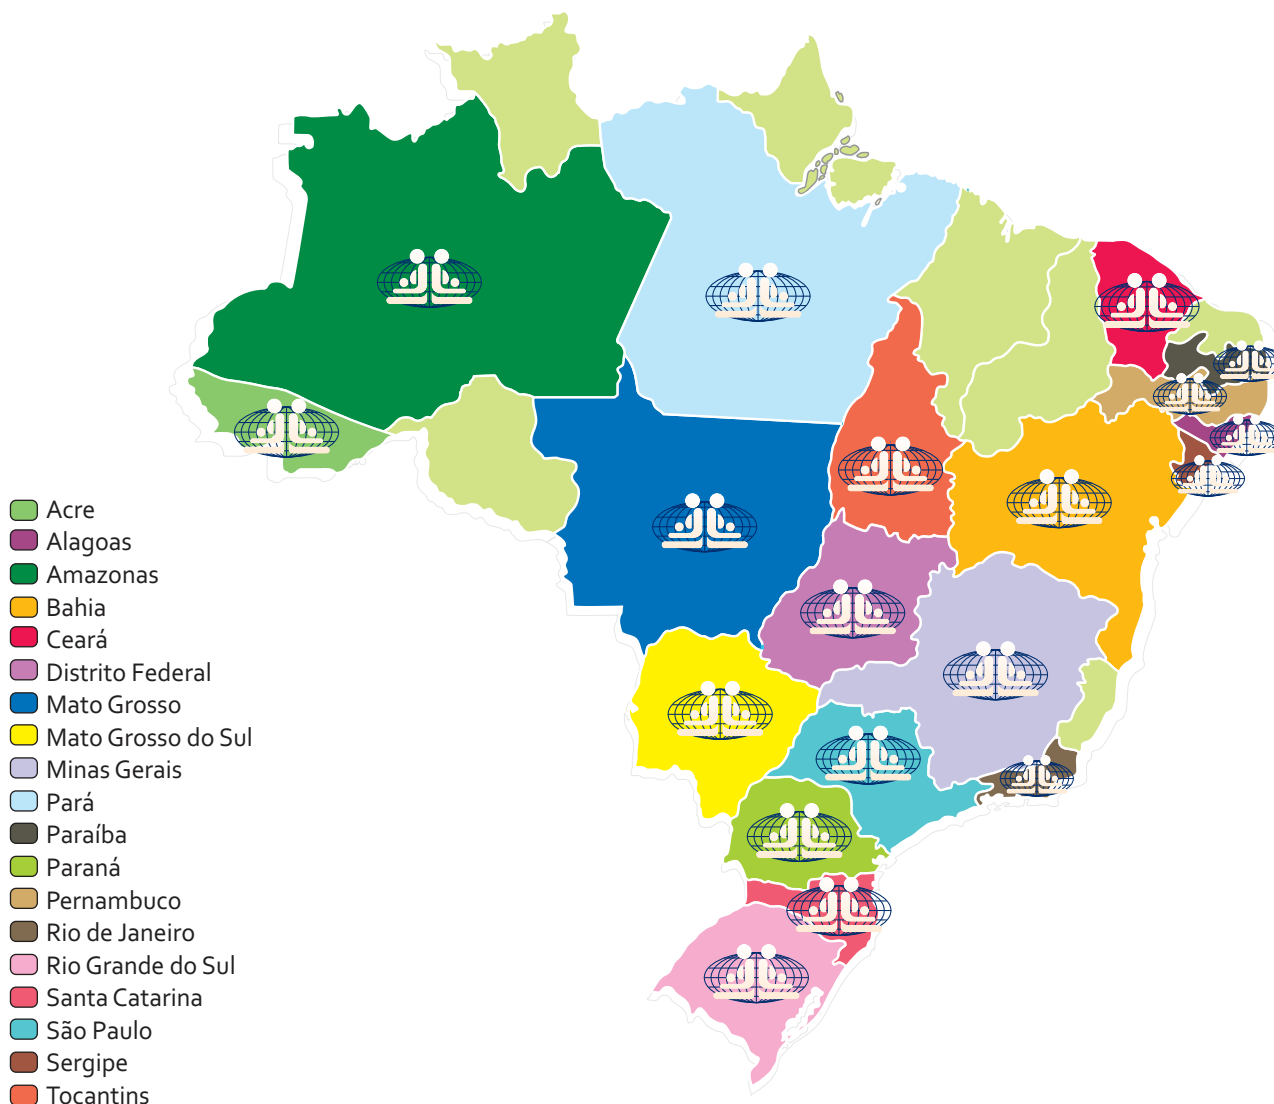 Acre
Alagoas
Amazonas
Bahia
Ceará
Distrito Federal
Mato Grosso
Mato Grosso do Sul
Minas Gerais
Pará
Paraíba
Paraná
Pernambuco
Rio de Janeiro
Rio Grande do Sul
Santa Catarina
São Paulo
Sergipe
Tocantins